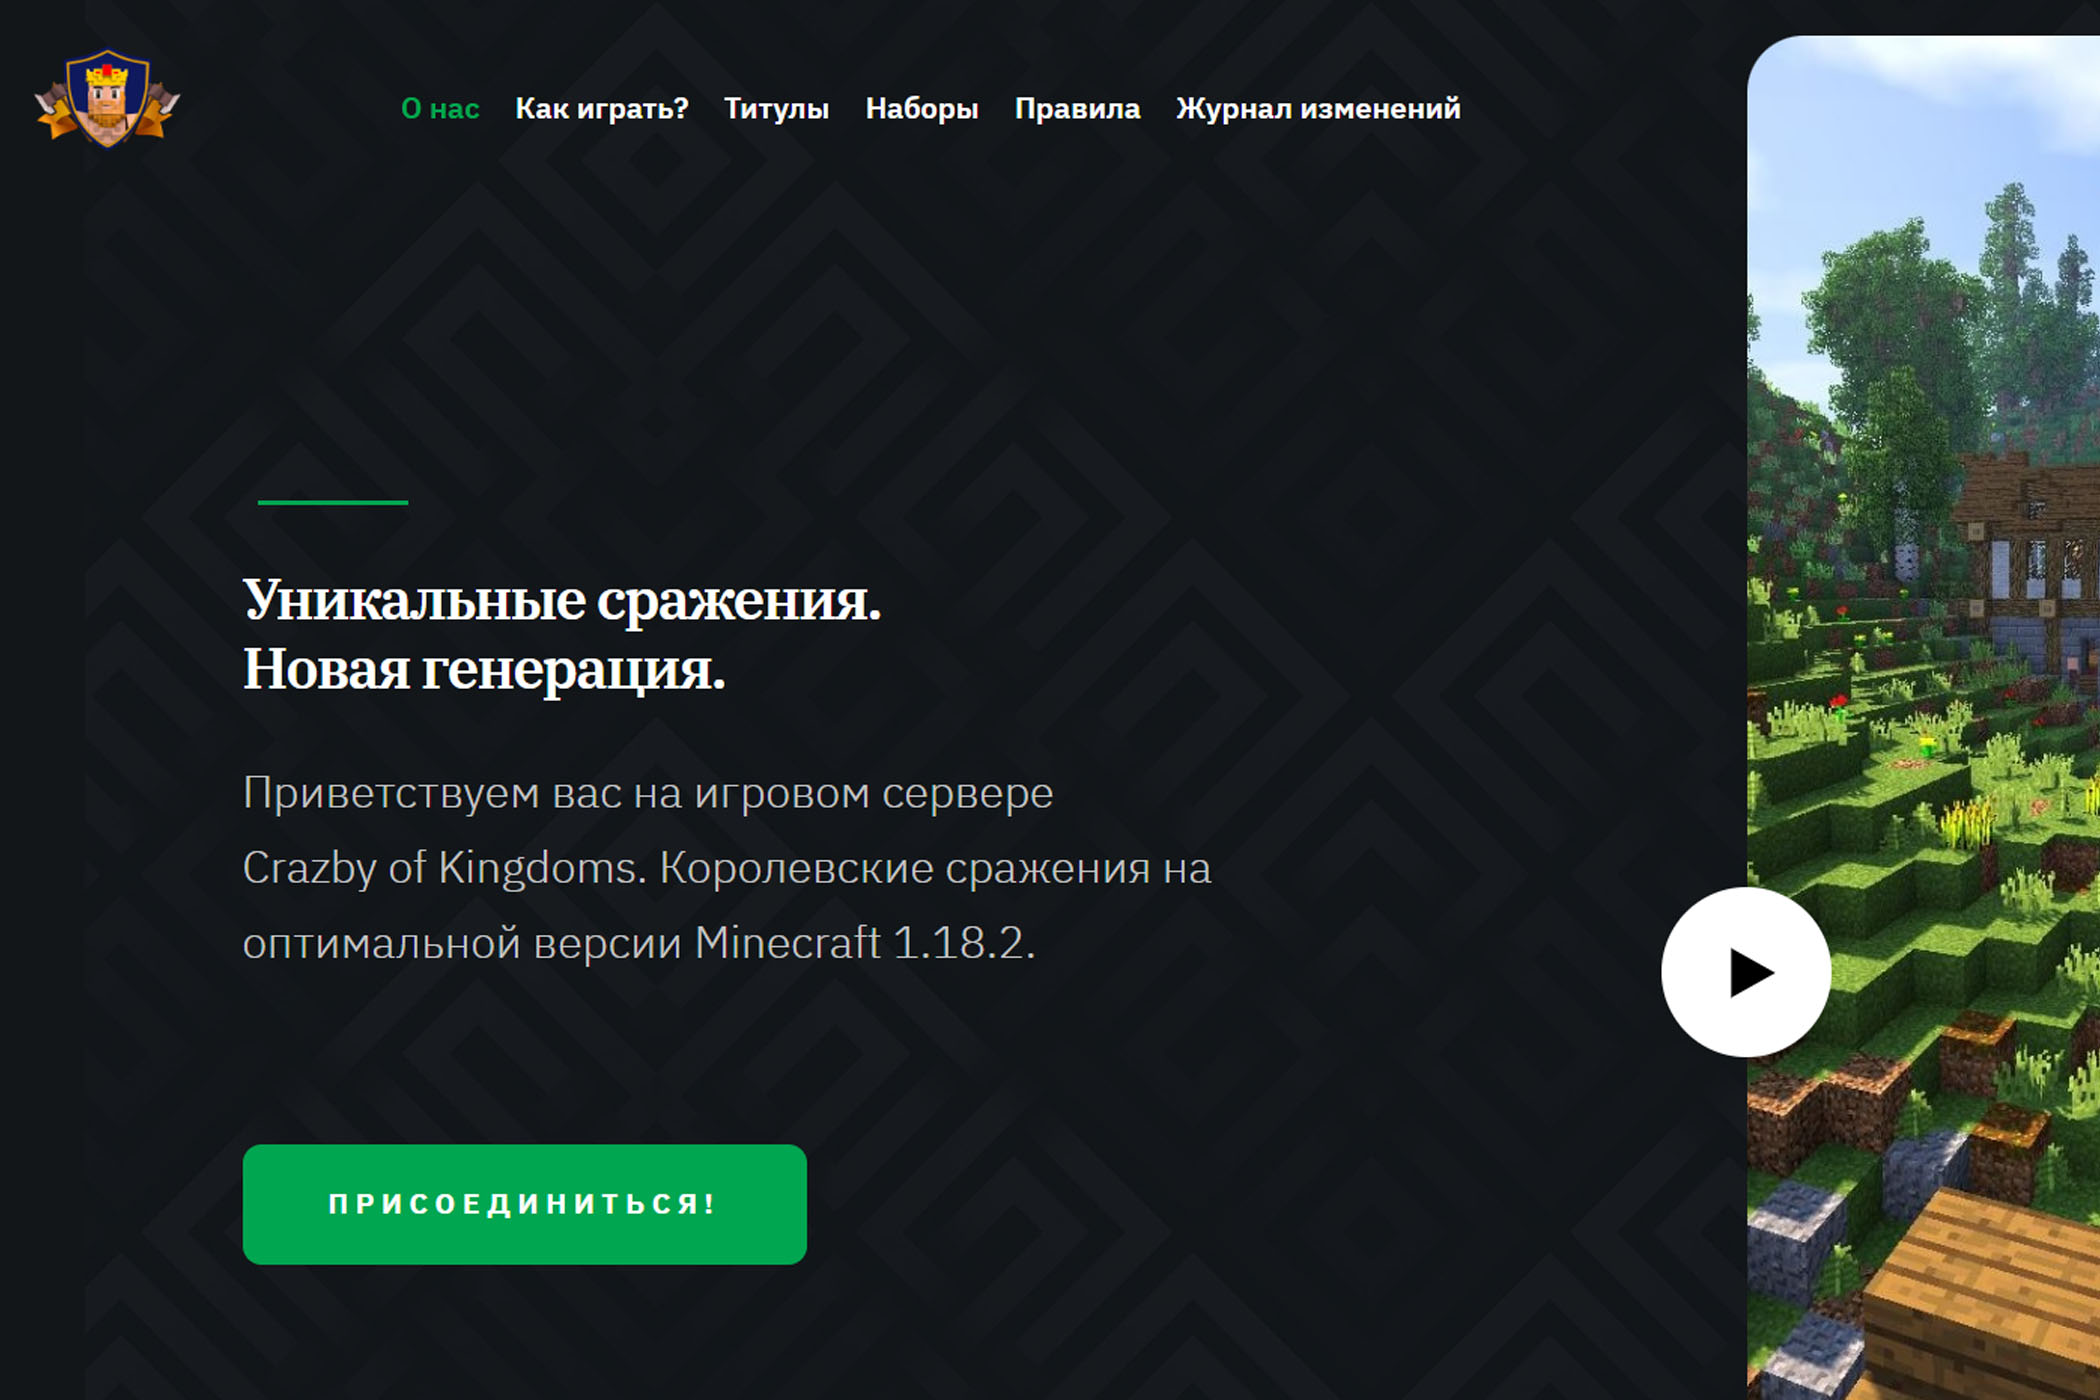 О нас Как играть? Титулы Наборы Правила Журнал изменений
Уникальные сражения.
Новая генерация.
Приветствуем вас на игровом сервере
Crazby of Kingdoms. Королевские сражения на
оптимальной версии Minecraft 1.18.2.
ПРИСОЕДИНИТЬСЯ!